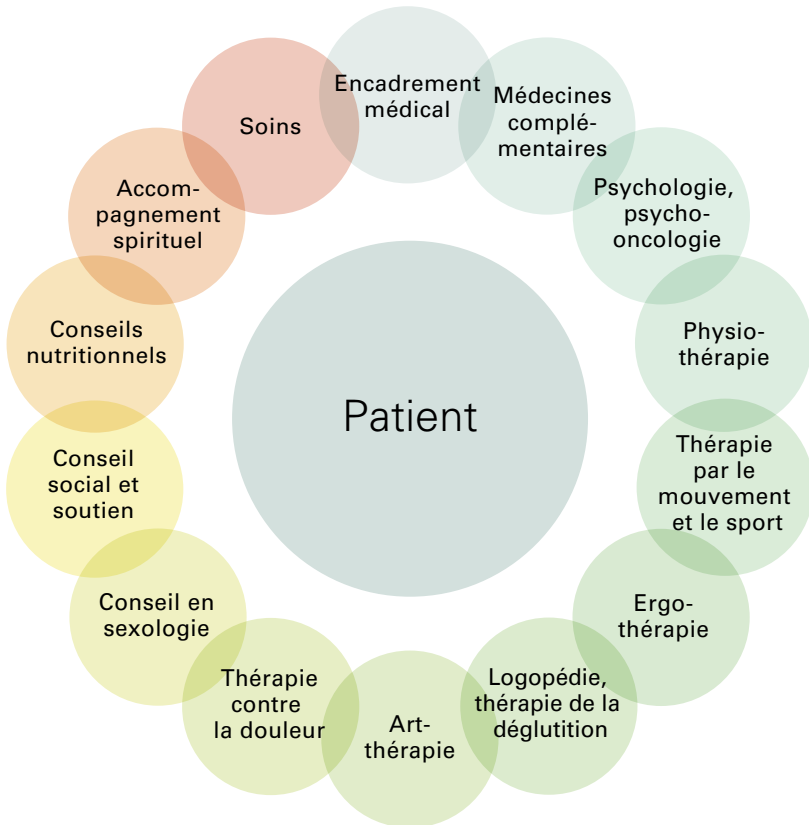 Encadrement
médical
Médecines
complé-
mentaires
Psychologie,
psycho-
oncologie
Physio-
thérapie
Thérapie
par le
mouvement
et le sport
Ergo-
thérapie
Logopédie,
thérapie de la
déglutition
Art-
thérapie
Thérapie
contre
la douleur
Conseil en
sexologie
Conseil
social et
soutien
Conseils
nutritionnels
Accom-
pagnement
spirituel
Soins
Patient